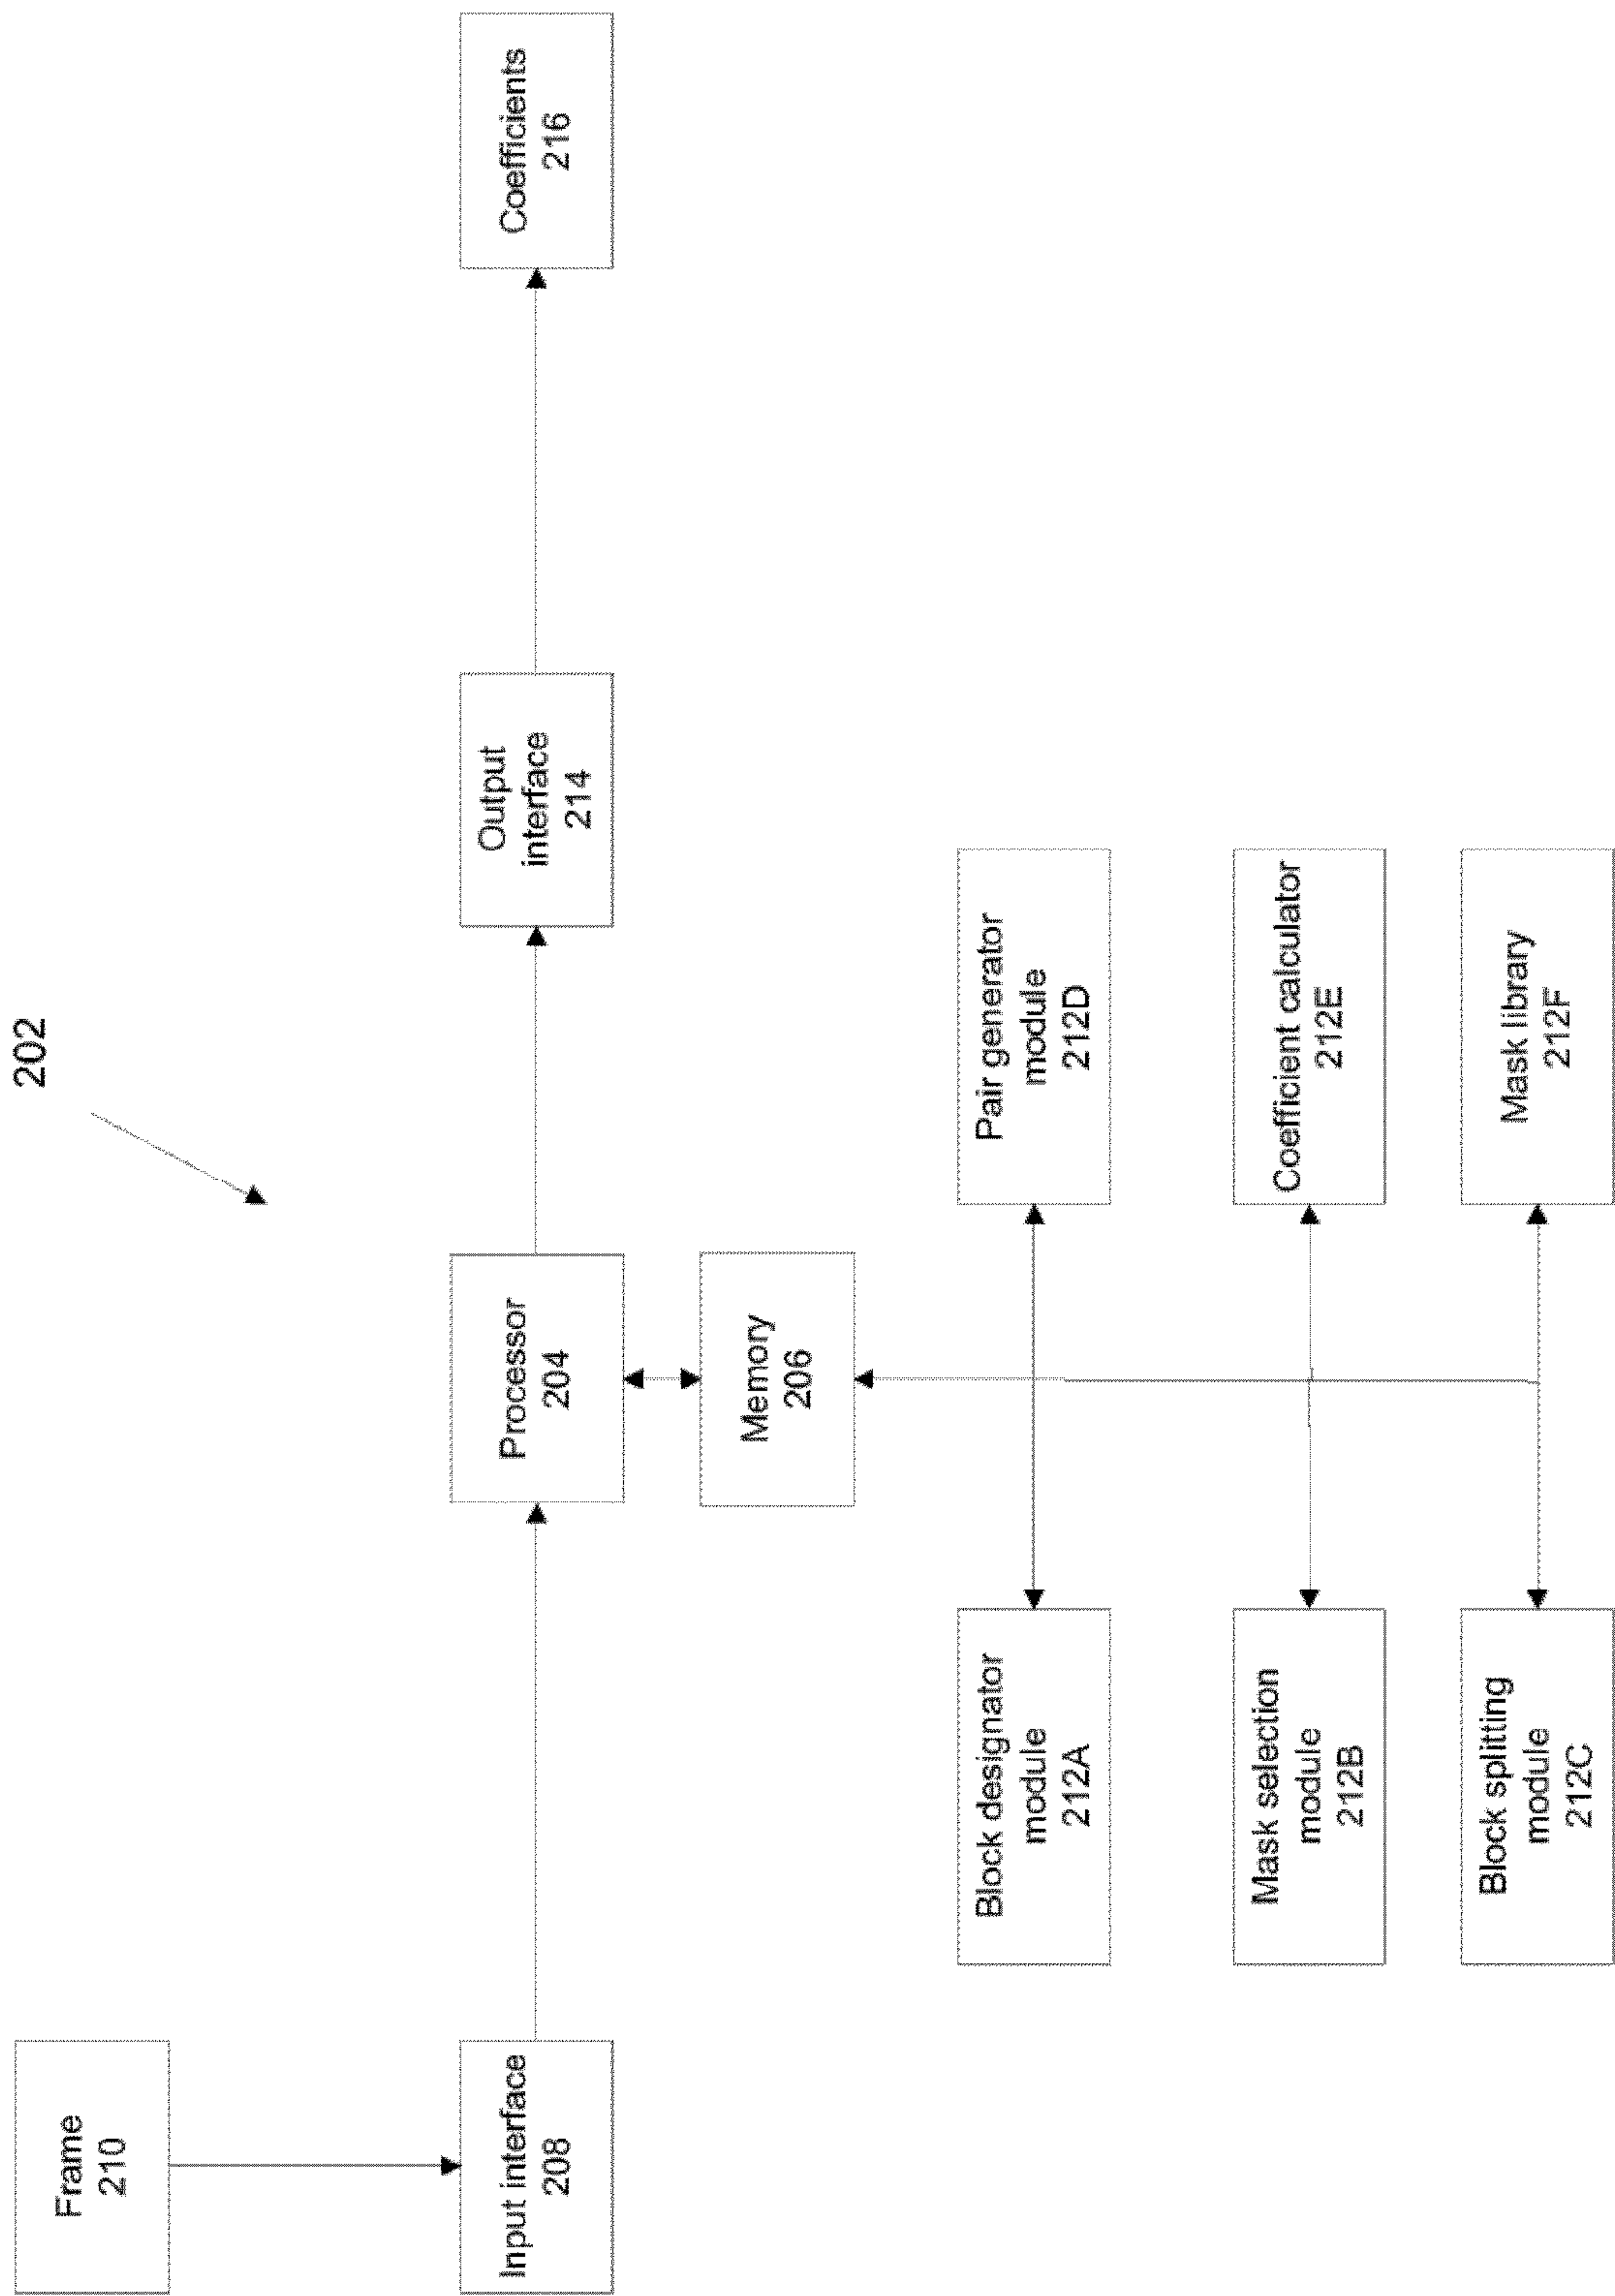 202
Frame
210
Input interface
208
Processor
204
Output
interface
214
Coefficients
216
Memory
206
Block designator
module
212A
Pair generator
module
212D
Mask selection
module
212B
Coefficient calculator
212E
Block splitting
module
212C
Mask library
212F